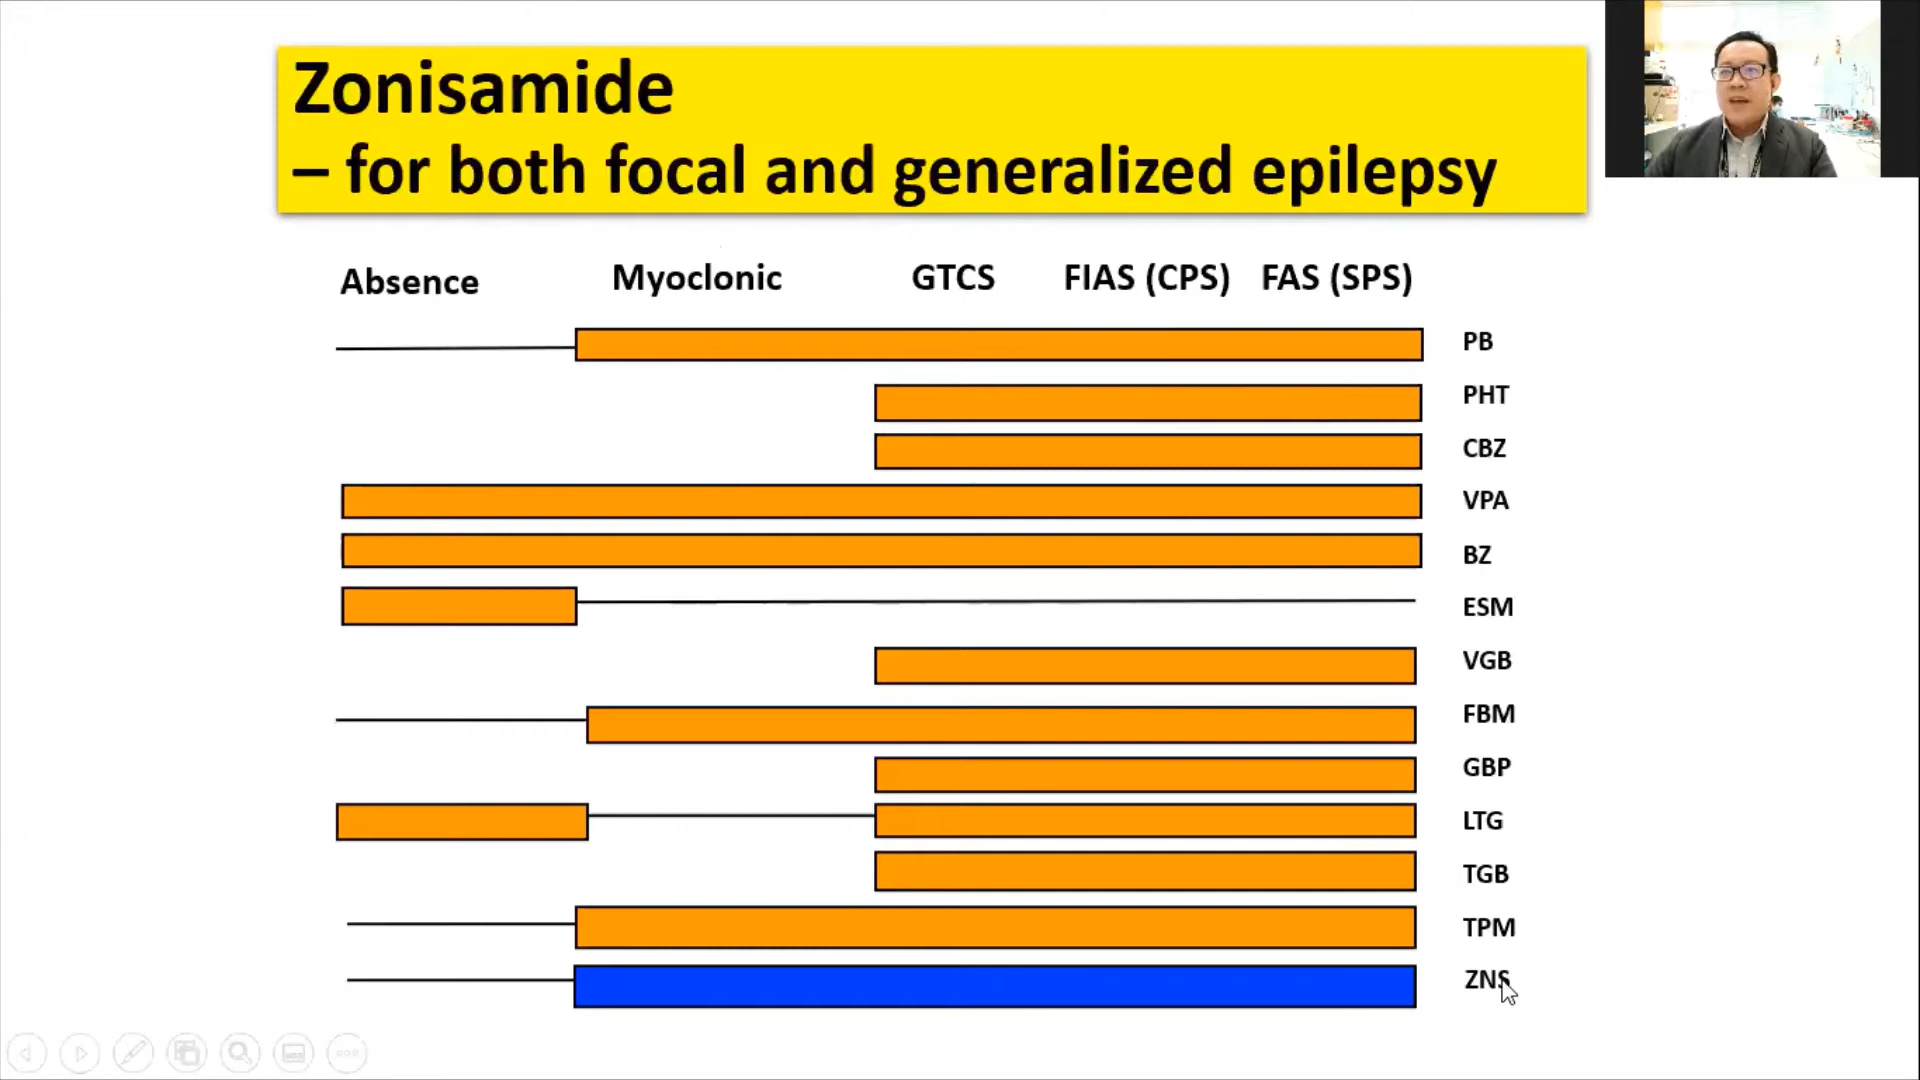 Zonisamide
– for both focal and generalized epilepsy
Absence Myoclonic GTCS FIAS (CPS) FAS (SPS)
PB
PHT
CBZ
VPA
BZ
ESM
VGB
FBM
GBP
LTG
TGB
TPM
ZNS